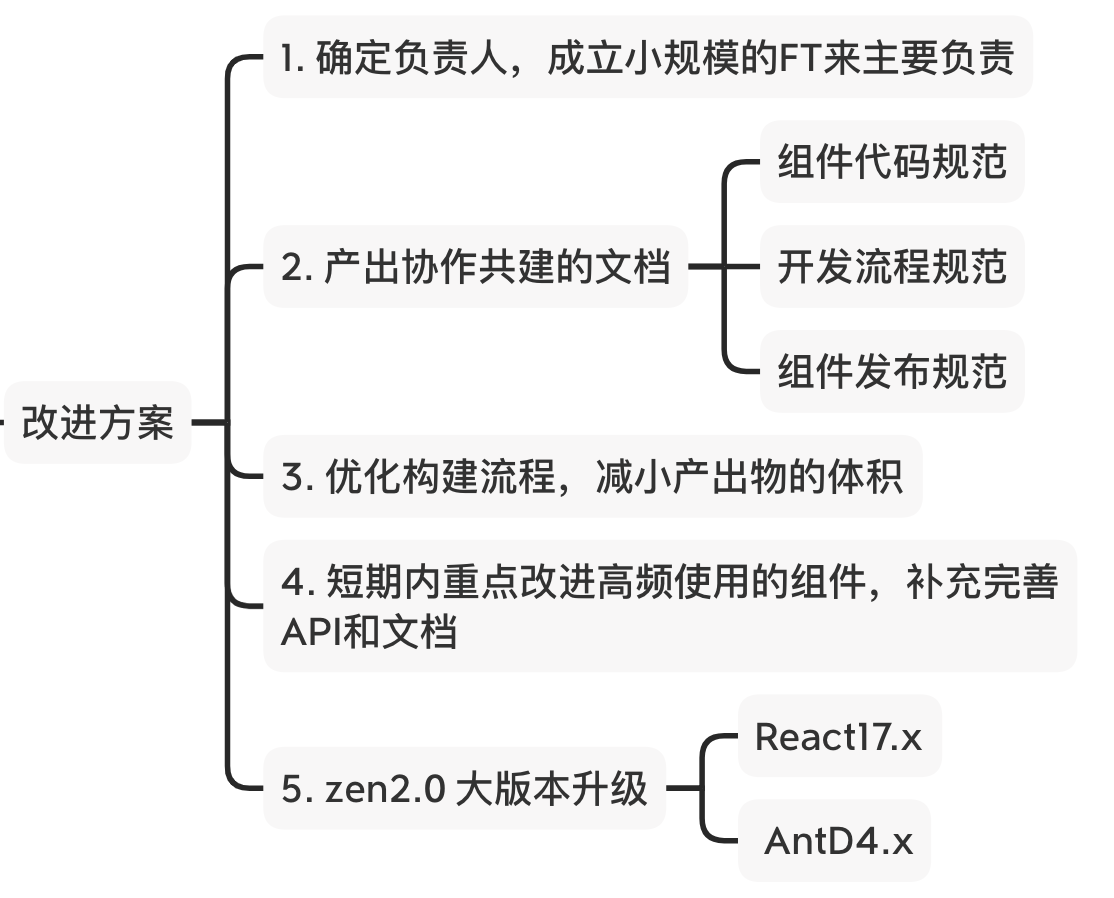 改进方案
1. 确定负责人，成立小规模的FT来主要负责
2. 产出协作共建的文档
组件代码规范
开发流程规范
组件发布规范
3. 优化构建流程，减小产出物的体积
4. 短期内重点改进高频使用的组件，补充完善
API和文档
5. zen2.0 大版本升级
React17.x
AntD4.x